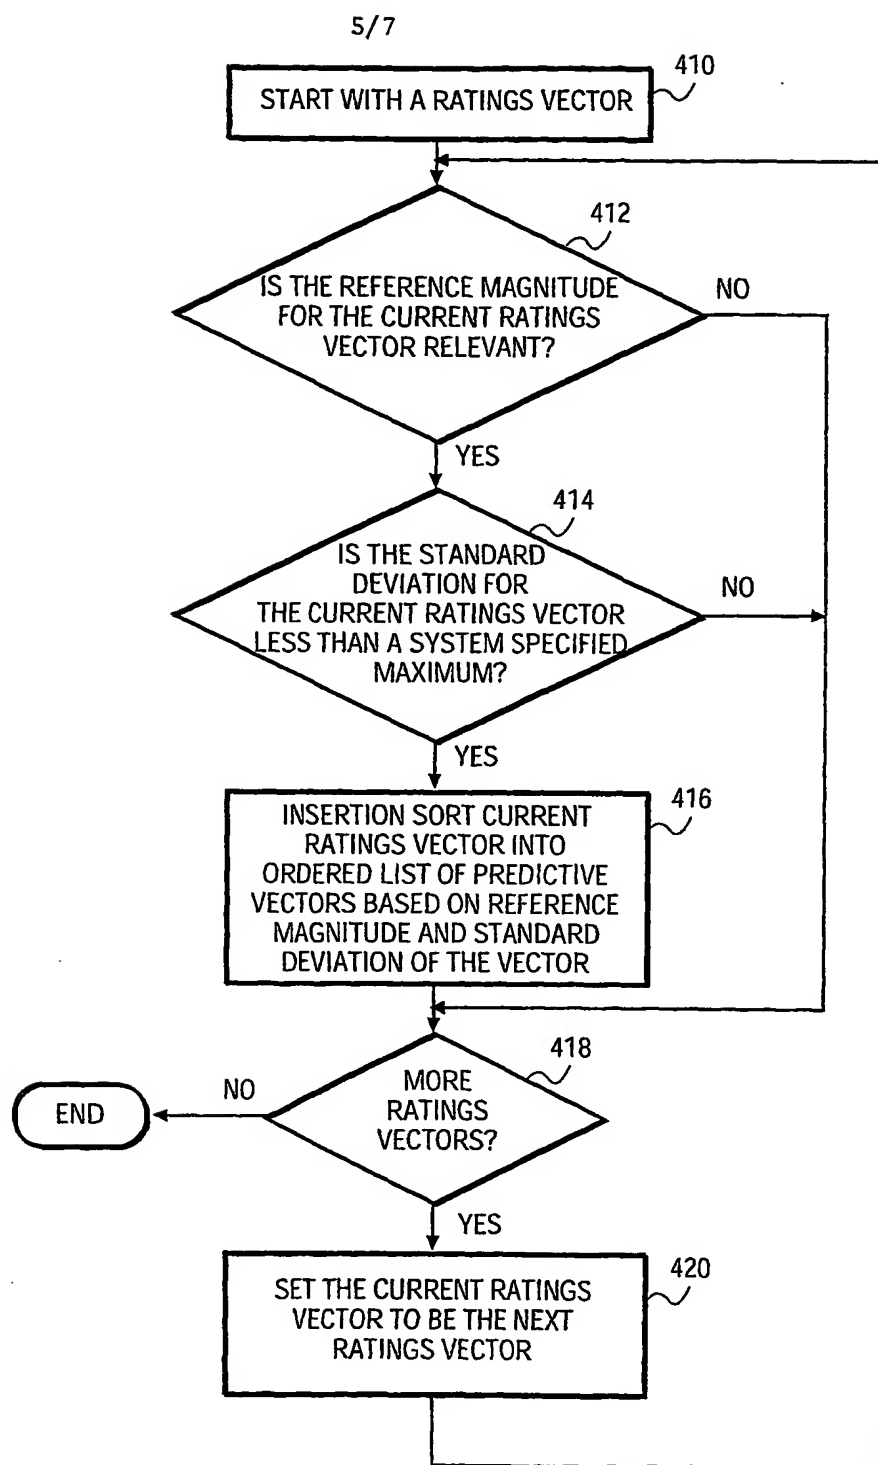 5/7
410
START WITH A RATINGS VECTOR
412
IS THE REFERENCE MAGNITUDE
FOR THE CURRENT RATINGS
VECTOR RELEVANT?
NO
YES
414
IS THE STANDARD
DEVIATION FOR
THE CURRENT RATINGS VECTOR
LESS THAN A SYSTEM SPECIFIED
MAXIMUM?
NO
YES
416
INSERTION SORT CURRENT
RATINGS VECTOR INTO
ORDERED LIST OF PREDICTIVE
VECTORS BASED ON REFERENCE
MAGNITUDE AND STANDARD
DEVIATION OF THE VECTOR
418
MORE
RATINGS
VECTORS?
NO
END
YES
420
SET THE CURRENT RATINGS
VECTOR TO BE THE NEXT
RATINGS VECTOR